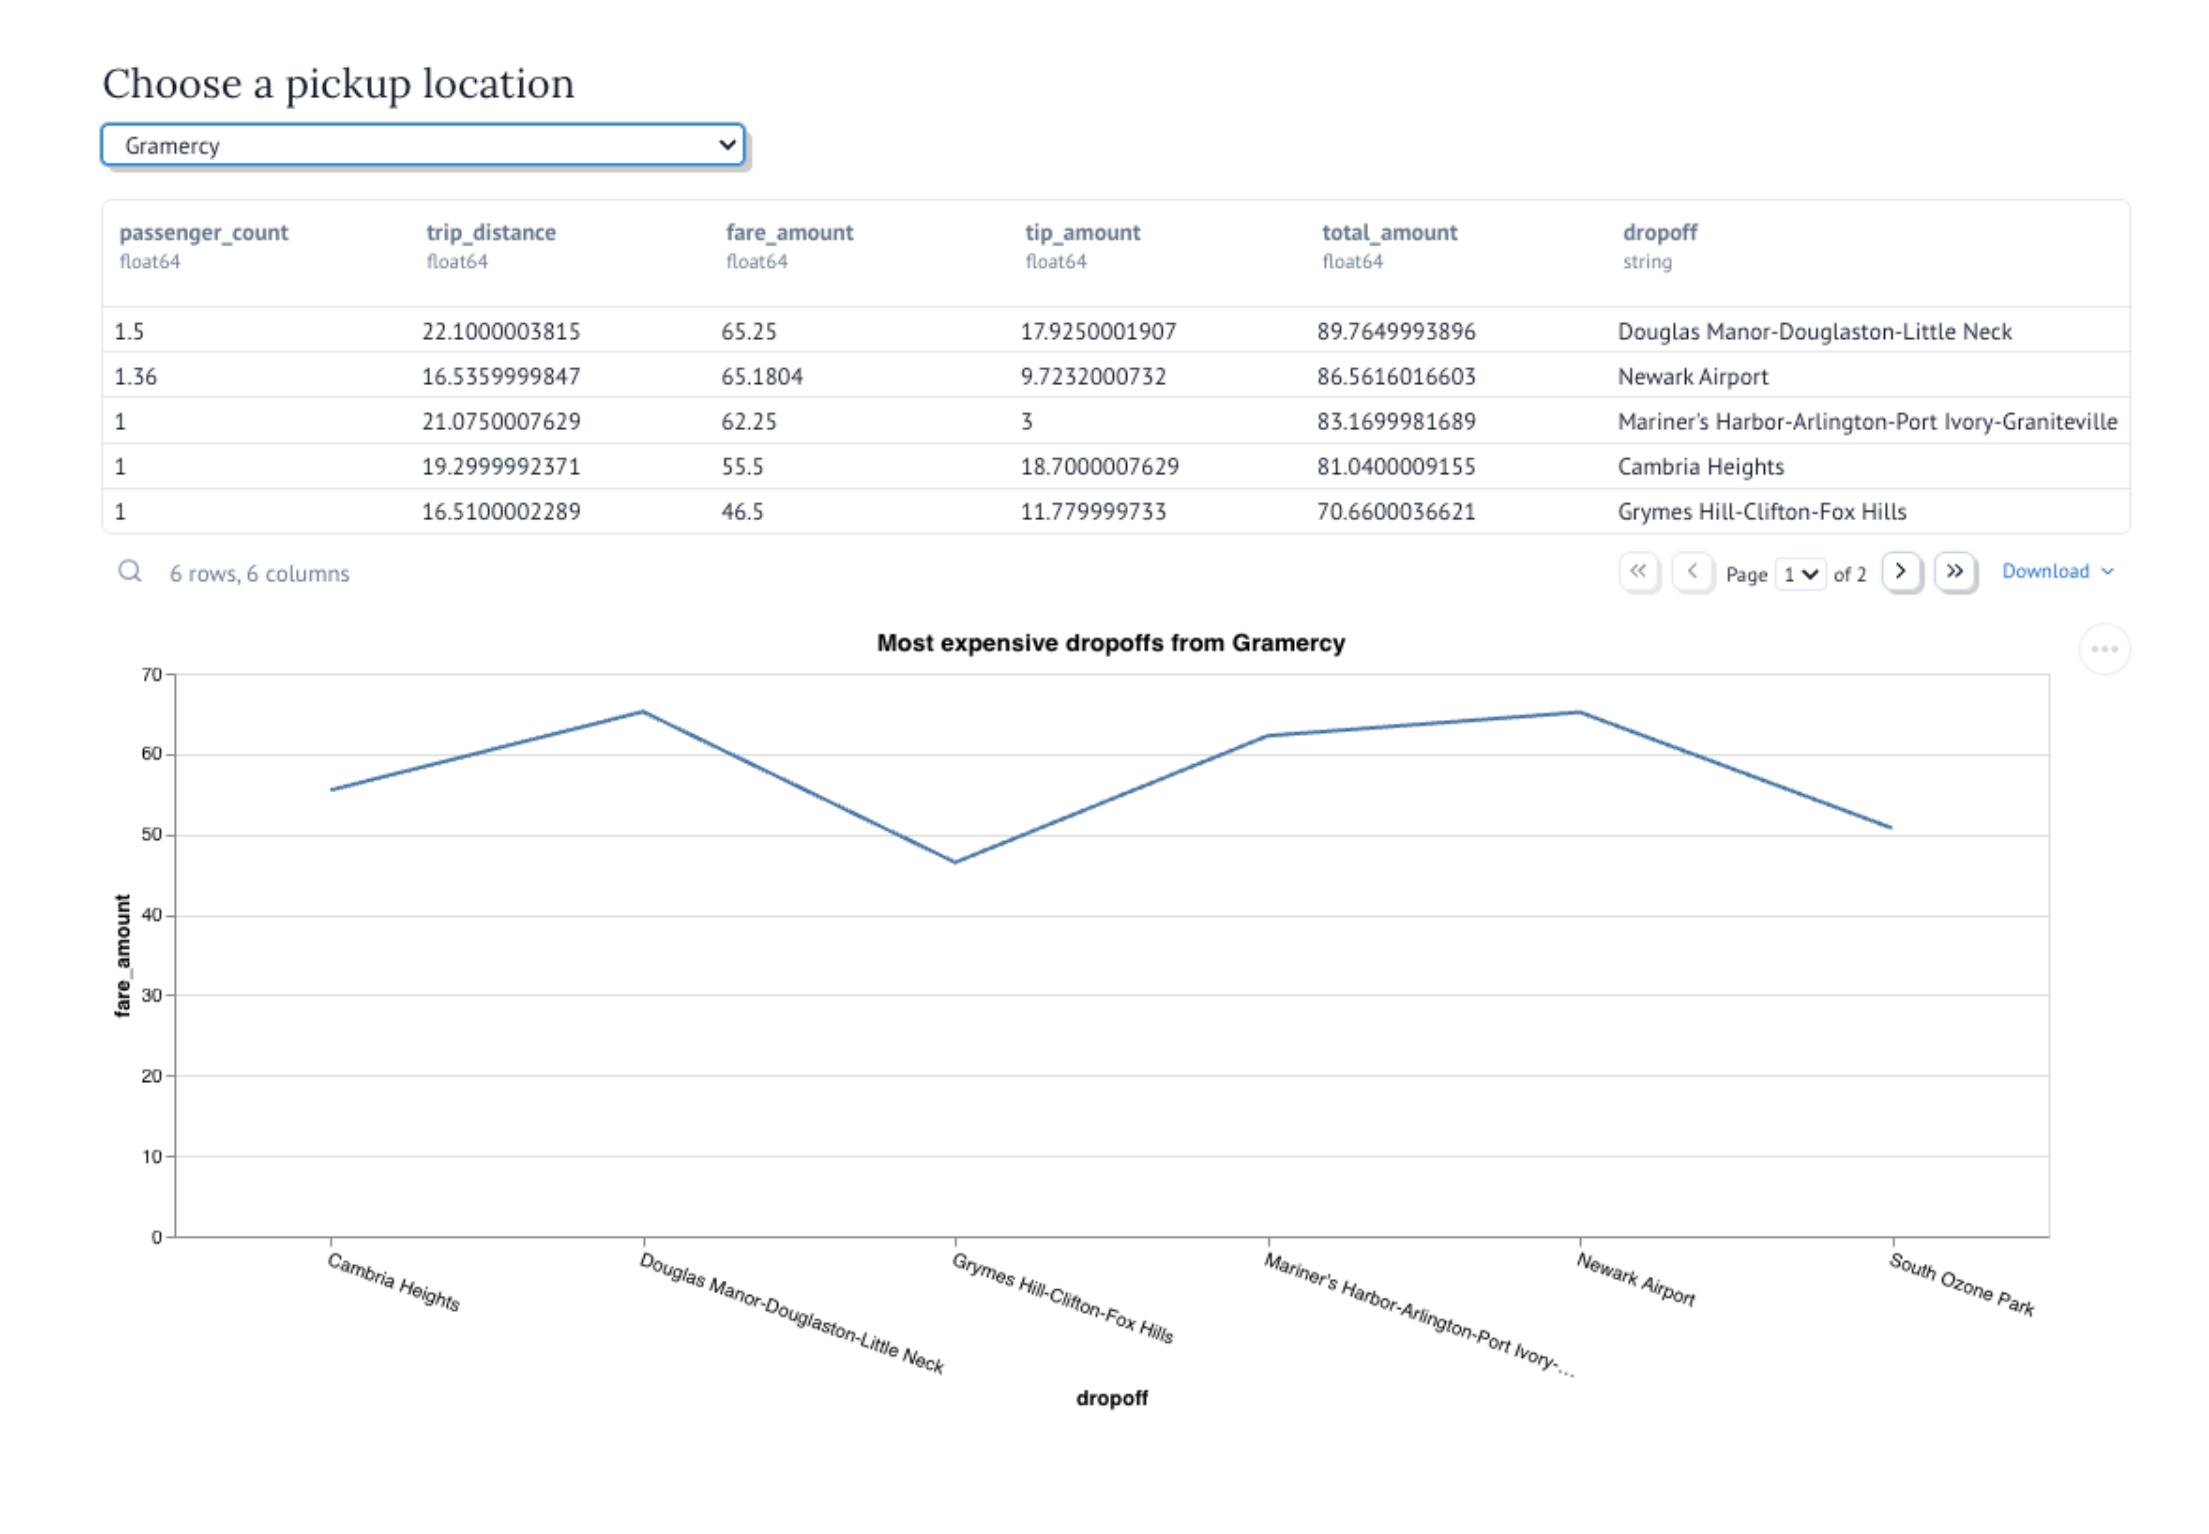 Choose a pickup location
Gramercy
passenger_count trip_distance fare_amount tip_amount total_amount dropoff
float64 float64 float64 float64 float64 string
1.5 22.1000003815 65.25 17.9250001907 89.7649993896 Douglas Manor-Douglaston-Little Neck
1.36 16.5359999847 65.1804 9.7232000732 86.5616016603 Newark Airport
1 21.0750007629 62.25 3 83.1699981689 Mariner's Harbor-Arlington-Port Ivory-Graniteville
1 19.2999992371 55.5 18.7000007629 81.0400009155 Cambria Heights
1 16.5100002289 46.5 11.779999733 70.6600036621 Grymes Hill-Clifton-Fox Hills
6 rows, 6 columns Page 1 of 2 Download
Most expensive dropoffs from Gramercy
70
60
50
40
30
20
10
0
fare_amount
Cambria Heights
Douglas Manor-Douglaston-Little Neck
Grymes Hill-Clifton-Fox Hills
Mariner's Harbor-Arlington-Port Ivory-...
Newark Airport
South Ozone Park
dropoff